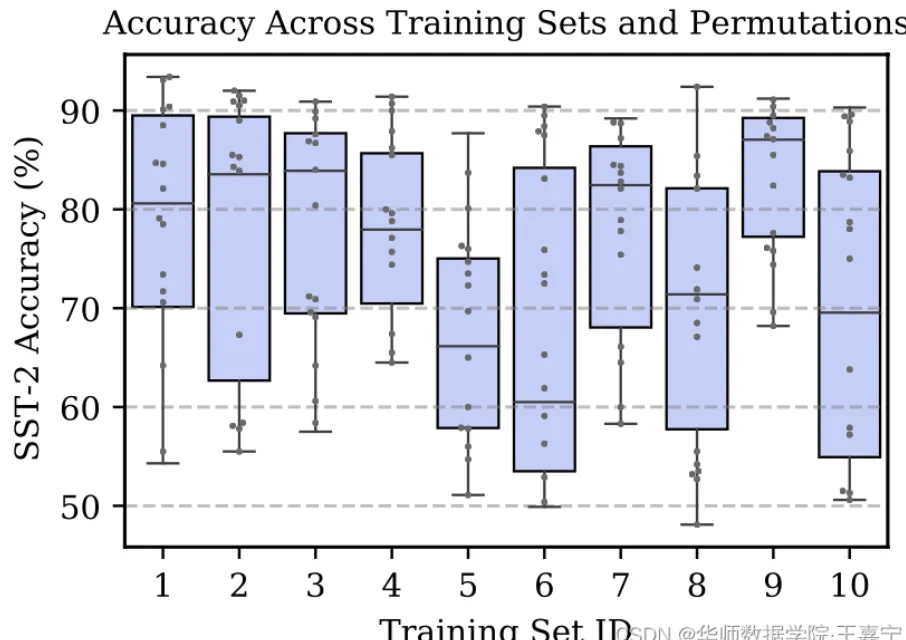 Accuracy Across Training Sets and Permutations
SST-2 Accuracy (%)
90
80
70
60
50
1 2 3 4 5 6 7 8 9 10
Training Set ID
CSDN @华师数据学院·王嘉宁